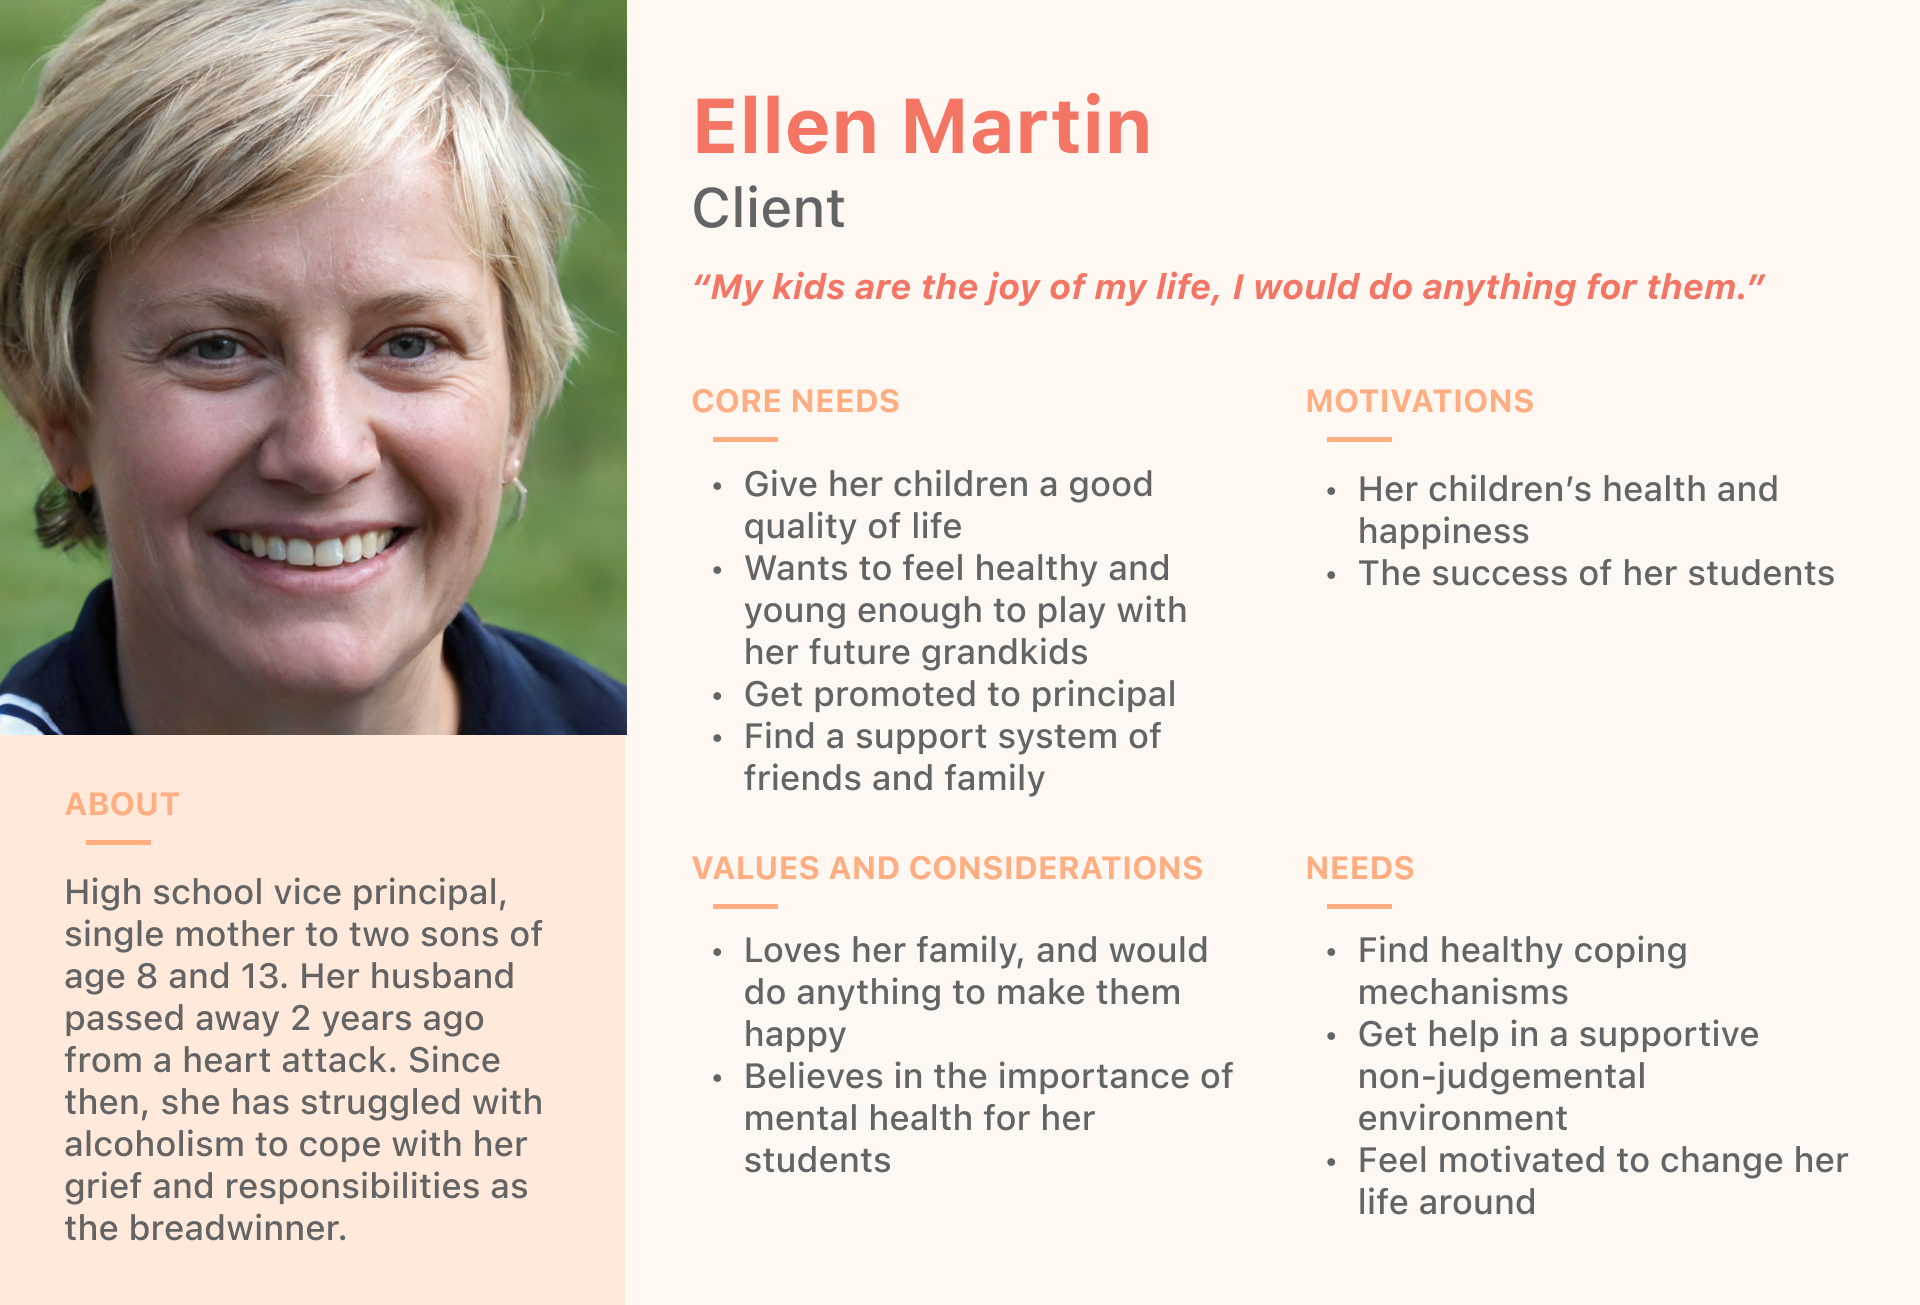 Ellen Martin
Client
“My kids are the joy of my life, I would do anything for them.”
CORE NEEDS
• Give her children a good
quality of life
• Wants to feel healthy and
young enough to play with
her future grandkids
• Get promoted to principal
• Find a support system of
friends and family
MOTIVATIONS
• Her children’s health and
happiness
• The success of her students
ABOUT
High school vice principal,
single mother to two sons of
age 8 and 13. Her husband
passed away 2 years ago
from a heart attack. Since
then, she has struggled with
alcoholism to cope with her
grief and responsibilities as
the breadwinner.
VALUES AND CONSIDERATIONS
• Loves her family, and would
do anything to make them
happy
• Believes in the importance of
mental health for her
students
NEEDS
• Find healthy coping
mechanisms
• Get help in a supportive
non-judgemental
environment
• Feel motivated to change her
life around